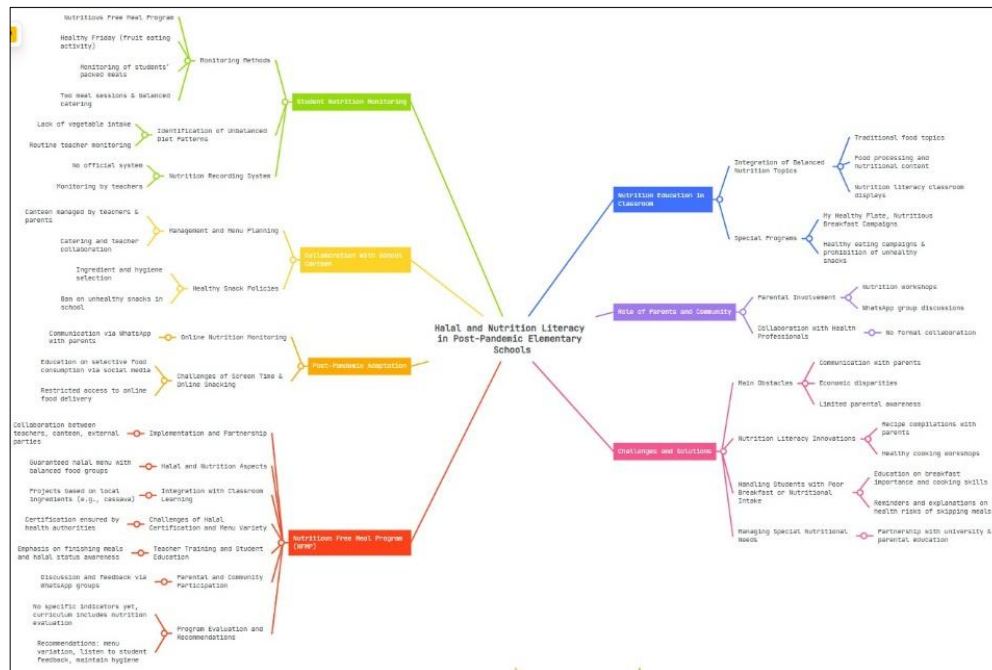 Nutritious Free Meal Program
Healthy Friday (fruit eating
activity)
Monitoring of students'
packed meals
Two meal sessions & balanced
catering
Monitoring Methods
Lack of vegetable intake
Routine teacher monitoring
Identification of Unbalanced
Diet Patterns
No official system
Monitoring by teachers
Nutrition Recording System
Student Nutrition Monitoring
Canteen managed by teachers &
parents
Catering and teacher
collaboration
Management and Menu Planning
Ingredient and hygiene
selection
Ban on unhealthy snacks in
school
Healthy Snack Policies
Collaboration with School
Canteen
Communication via WhatsApp
with parents
Online Nutrition Monitoring
Education on selective food
consumption via social media
Restricted access to online
food delivery
Challenges of Screen Time &
Online Snacking
Post-Pandemic Adaptation
Collaboration between
teachers, canteen, external
parties
Implementation and Partnership
Guaranteed halal menu with
balanced food groups
Halal and Nutrition Aspects
Projects based on local
ingredients (e.g., cassava)
Integration with Classroom
Learning
Certification ensured by
health authorities
Challenges of Halal
Certification and Menu Variety
Emphasis on finishing meals
and halal status awareness
Teacher Training and Student
Education
Discussion and feedback via
WhatsApp groups
Parental and Community
Participation
No specific indicators yet,
curriculum includes nutrition
evaluation
Recommendations: menu
variation, listen to student
feedback, maintain hygiene
Program Evaluation and
Recommendations
Nutritious Free Meal Program
(NFMP)
Halal and Nutrition Literacy
in Post-Pandemic Elementary
Schools
Nutrition Education in
Classroom
Integration of Balanced
Nutrition Topics
Traditional food topics
Food processing and
nutritional content
Nutrition literacy classroom
displays
Special Programs
My Healthy Plate, Nutritious
Breakfast Campaigns
Healthy eating campaigns &
prohibition of unhealthy
snacks
Role of Parents and Community
Parental Involvement
Nutrition workshops
WhatsApp group discussions
Collaboration with Health
Professionals
No formal collaboration
Challenges and Solutions
Main Obstacles
Communication with parents
Economic disparities
Limited parental awareness
Nutrition Literacy Innovations
Recipe compilations with
parents
Healthy cooking workshops
Handling Students with Poor
Breakfast or Nutritional
Intake
Education on breakfast
importance and cooking skills
Reminders and explanations on
health risks of skipping meals
Managing Special Nutritional
Needs
Partnership with university &
parental education